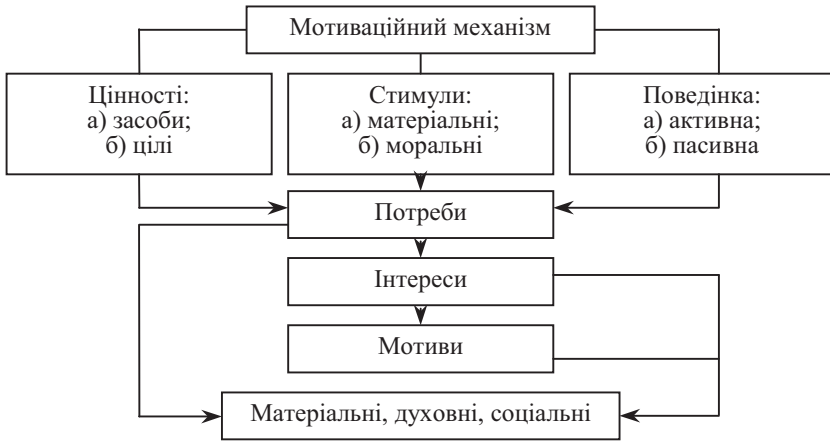 Мотиваційний механізм
Цінності:
а) засоби;
б) цілі
Стимули:
а) матеріальні;
б) моральні
Поведінка:
а) активна;
б) пасивна
Потреби
Інтереси
Мотиви
Матеріальні, духовні, соціальні